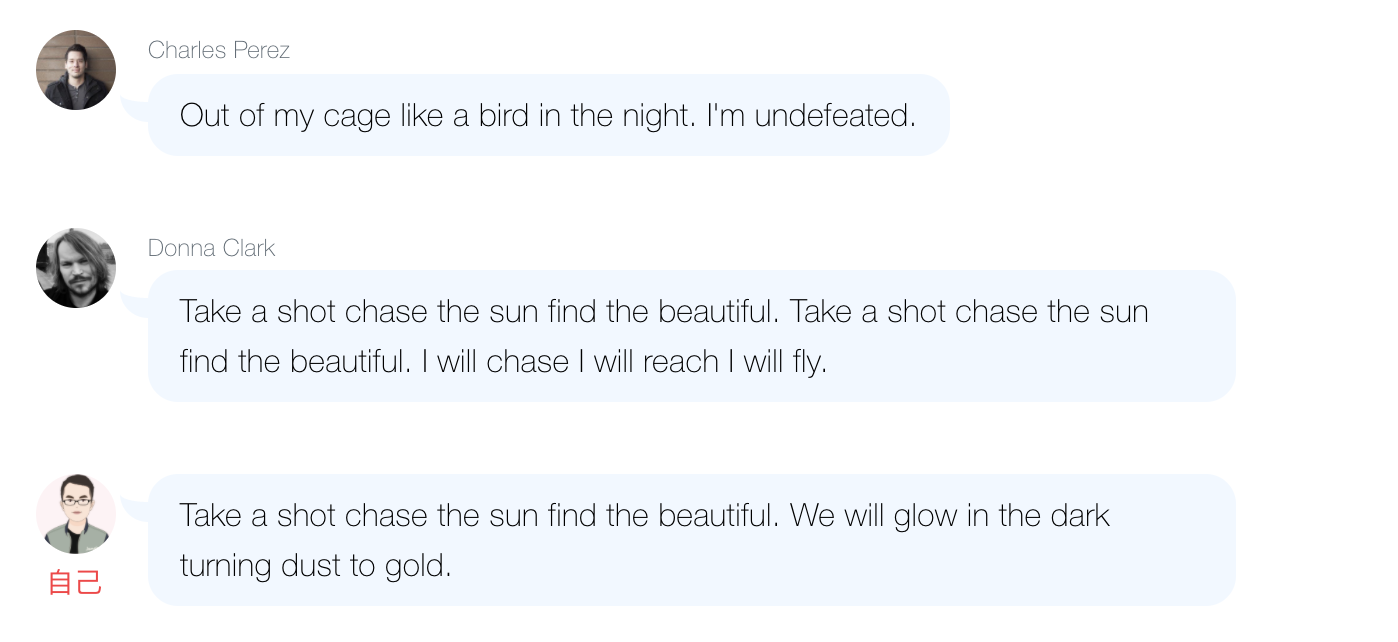 Charles Perez
Out of my cage like a bird in the night. I'm undefeated.
Donna Clark
Take a shot chase the sun find the beautiful. Take a shot chase the sun
find the beautiful. I will chase I will reach I will fly.
Take a shot chase the sun find the beautiful. We will glow in the dark
turning dust to gold.
自己